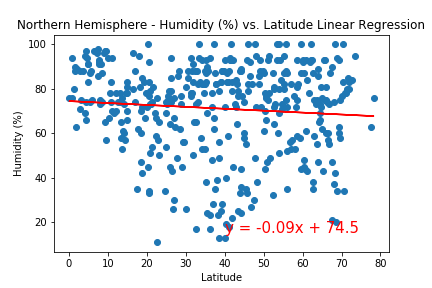 Northern Hemisphere - Humidity (%) vs. Latitude Linear Regression
100
80
60
40
20
Humidity (%)
y = -0.09x + 74.5
0 10 20 30 40 50 60 70 80
Latitude